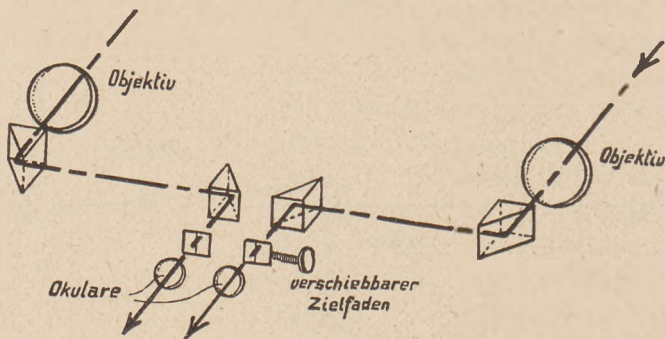 Objektiv
Objektiv
Okulare
verschiebbarer
Zielfaden